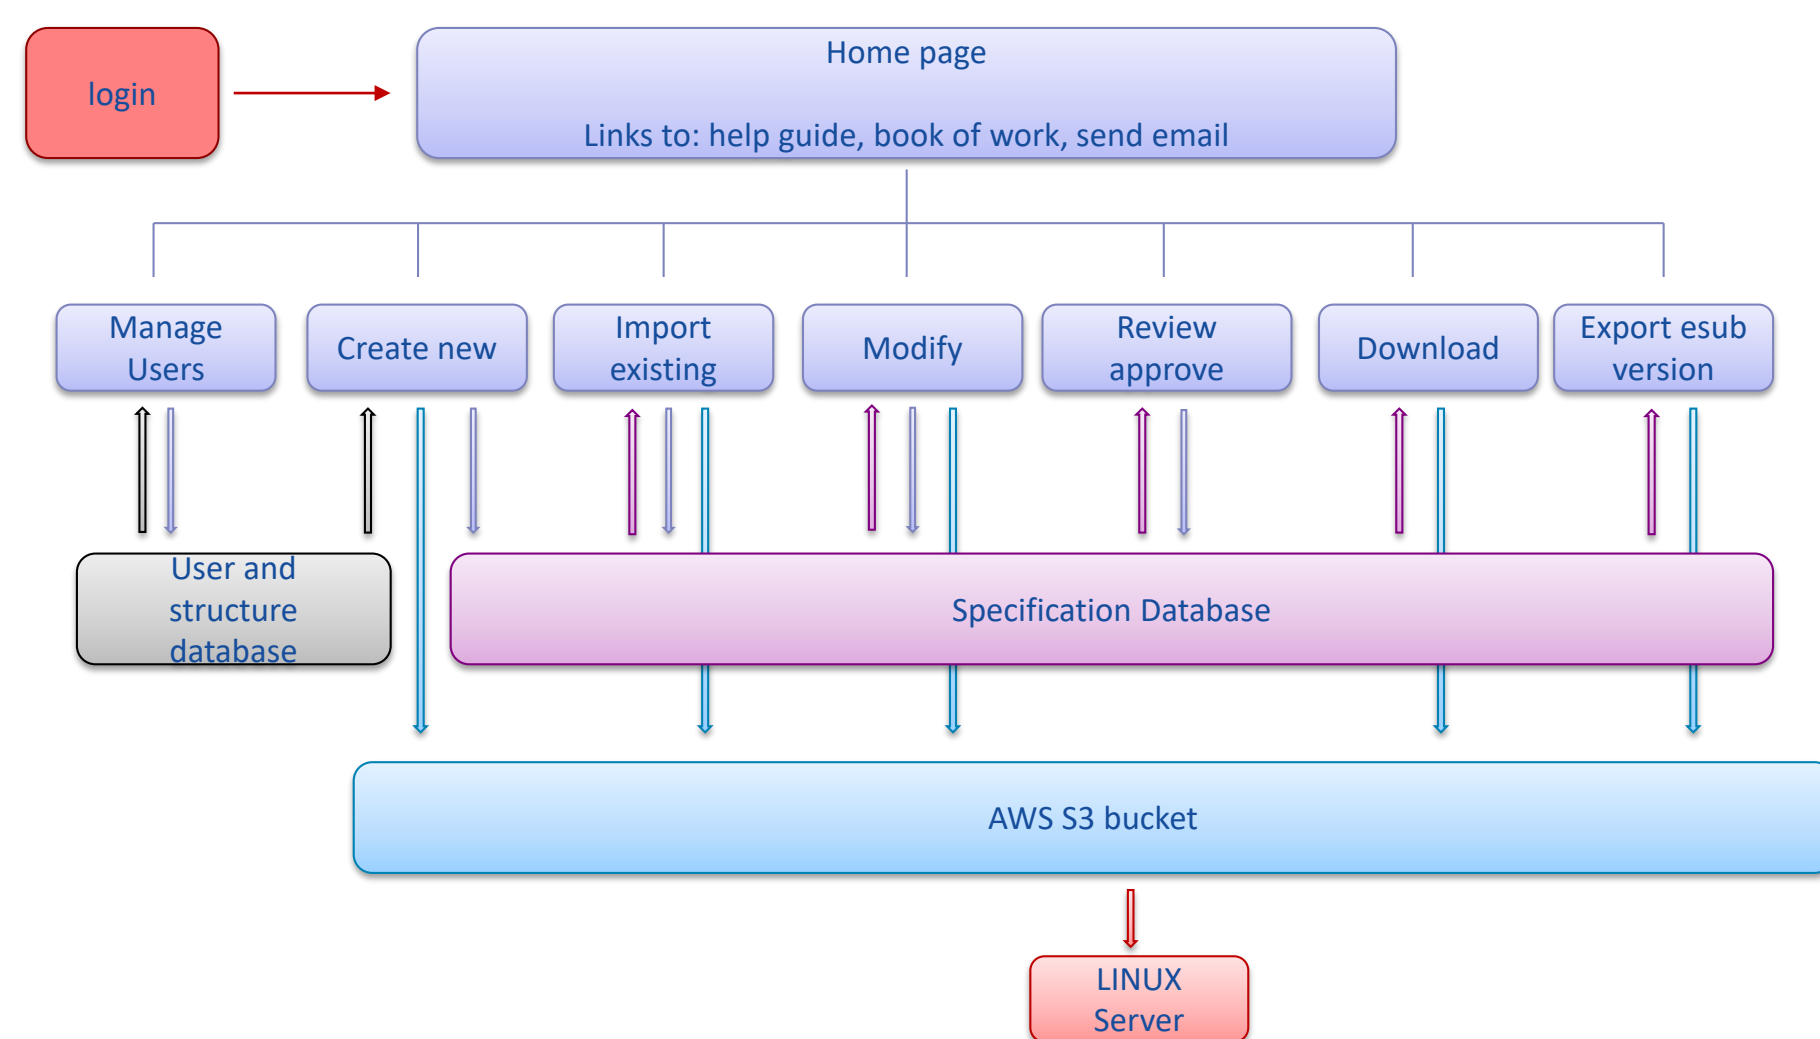 login
Home page
Links to: help guide, book of work, send email
Manage
Users
Create new
Import
existing
Modify
Review
approve
Download
Export esub
version
User and
structure
database
Specification Database
AWS S3 bucket
LINUX
Server